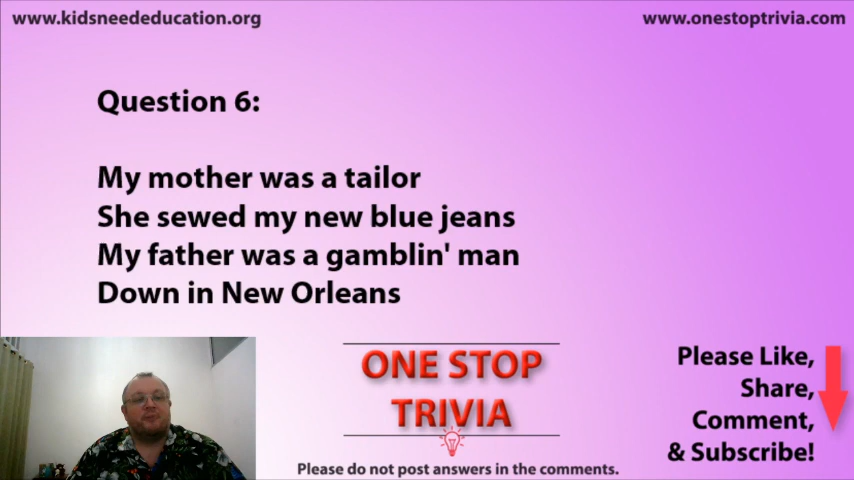 www.kidsneededucation.org
www.onestoptrivia.com
Question 6:
My mother was a tailor
She sewed my new blue jeans
My father was a gamblin' man
Down in New Orleans
ONE STOP
TRIVIA
Please do not post answers in the comments.
Please Like,
Share,
Comment,
& Subscribe!